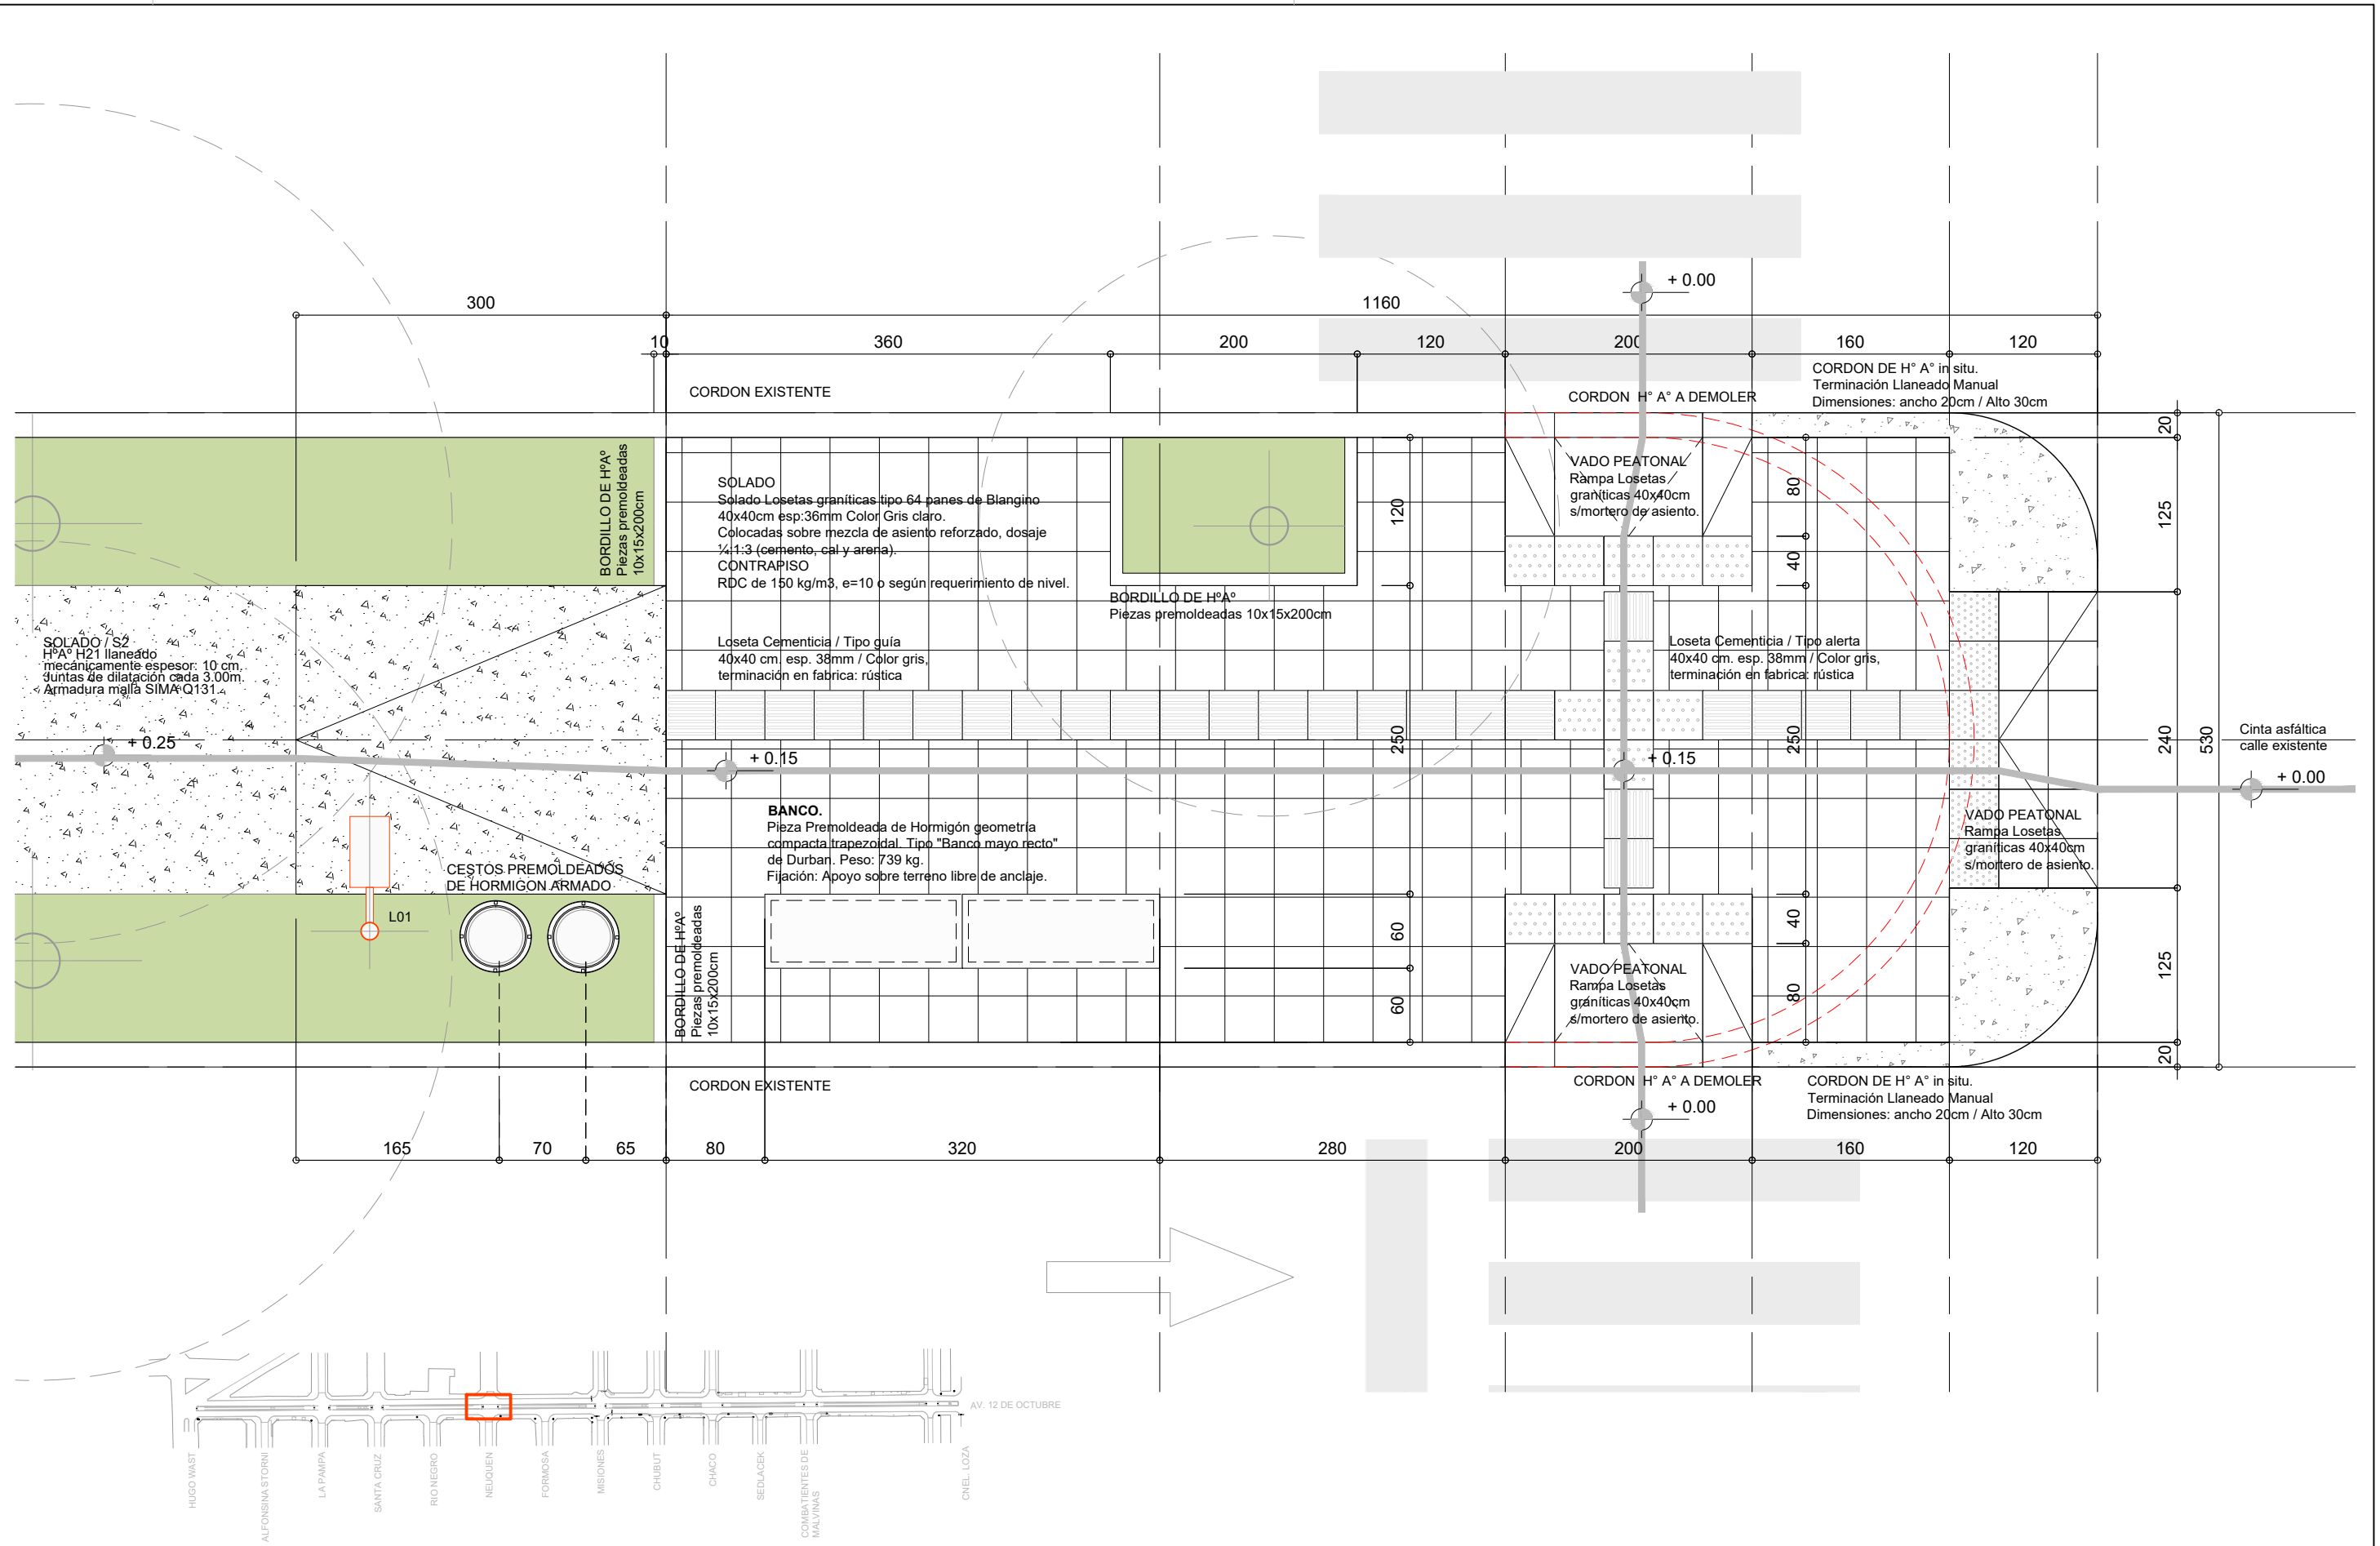 + 0.00
300
1160
10
360
200
120
200
160
120
CORDON EXISTENTE
CORDON H° A° A DEMOLER
CORDON DE H° A° in situ.
Terminación Llaneado Manual
Dimensiones: ancho 20cm / Alto 30cm
20
BORDILLO DE HºAº
Piezas premoldeadas
10x15x200cm
SOLADO
Solado Losetas graníticas tipo 64 panes de Blangino
40x40cm esp:36mm Color Gris claro.
Colocadas sobre mezcla de asiento reforzado, dosaje
¼:1:3 (cemento, cal y arena).
CONTRAPISO
RDC de 150 kg/m3, e=10 o según requerimiento de nivel.
120
VADO PEATONAL
Rampa Losetas
graníticas 40x40cm
s/mortero de asiento.
80
40
125
BORDILLO DE HºAº
Piezas premoldeadas 10x15x200cm
SOLADO / S2
HºAº H21 llaneado
mecánicamente espesor: 10 cm.
Juntas de dilatación cada 3.00m.
Armadura malla SIMA Q131.
Loseta Cementicia / Tipo guía
40x40 cm. esp. 38mm / Color gris,
terminación en fabrica: rústica
Loseta Cementicia / Tipo alerta
40x40 cm. esp. 38mm / Color gris,
terminación en fabrica: rústica
+ 0.25
+ 0.15
250
+ 0.15
250
240
530
Cinta asfáltica
calle existente
+ 0.00
BANCO.
Pieza Premoldeada de Hormigón geometría
compacta trapezoidal. Tipo "Banco mayo recto"
de Durban. Peso: 739 kg.
Fijación: Apoyo sobre terreno libre de anclaje.
VADO PEATONAL
Rampa Losetas
graníticas 40x40cm
s/mortero de asiento.
CESTOS PREMOLDEADOS
DE HORMIGON ARMADO
L01
BORDILLO DE HºAº
Piezas premoldeadas
10x15x200cm
60
60
40
80
VADO PEATONAL
Rampa Losetas
graníticas 40x40cm
s/mortero de asiento.
125
20
CORDON EXISTENTE
CORDON H° A° A DEMOLER
CORDON DE H° A° in situ.
Terminación Llaneado Manual
Dimensiones: ancho 20cm / Alto 30cm
+ 0.00
165
70
65
80
320
280
200
160
120
AV. 12 DE OCTUBRE
HUGO WAST
ALFONSINA STORNI
LA PAMPA
SANTA CRUZ
RIO NEGRO
NEUQUEN
FORMOSA
MISIONES
CHUBUT
CHACO
SEDLACEK
COMBATIENTES DE
MALVINAS
CNEL. LOZA